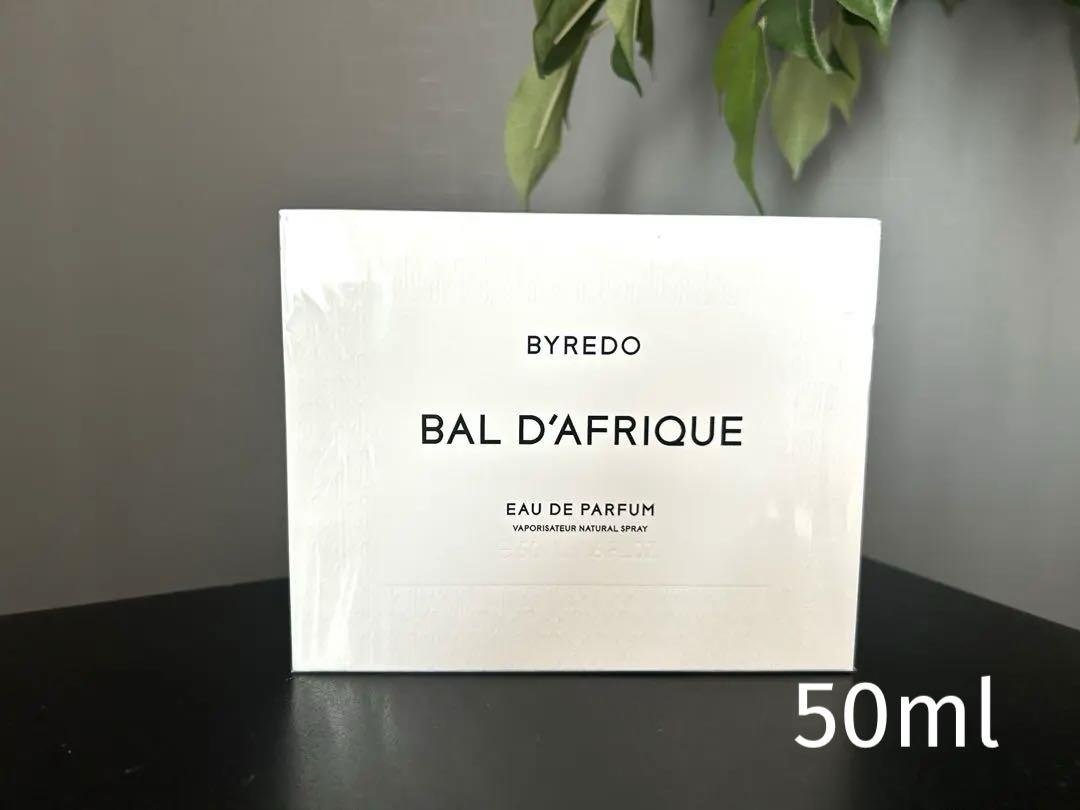 BYREDO
BAL D'AFRIQUE
EAU DE PARFUM
VAPORISATEUR NATURAL SPRAY
50ml